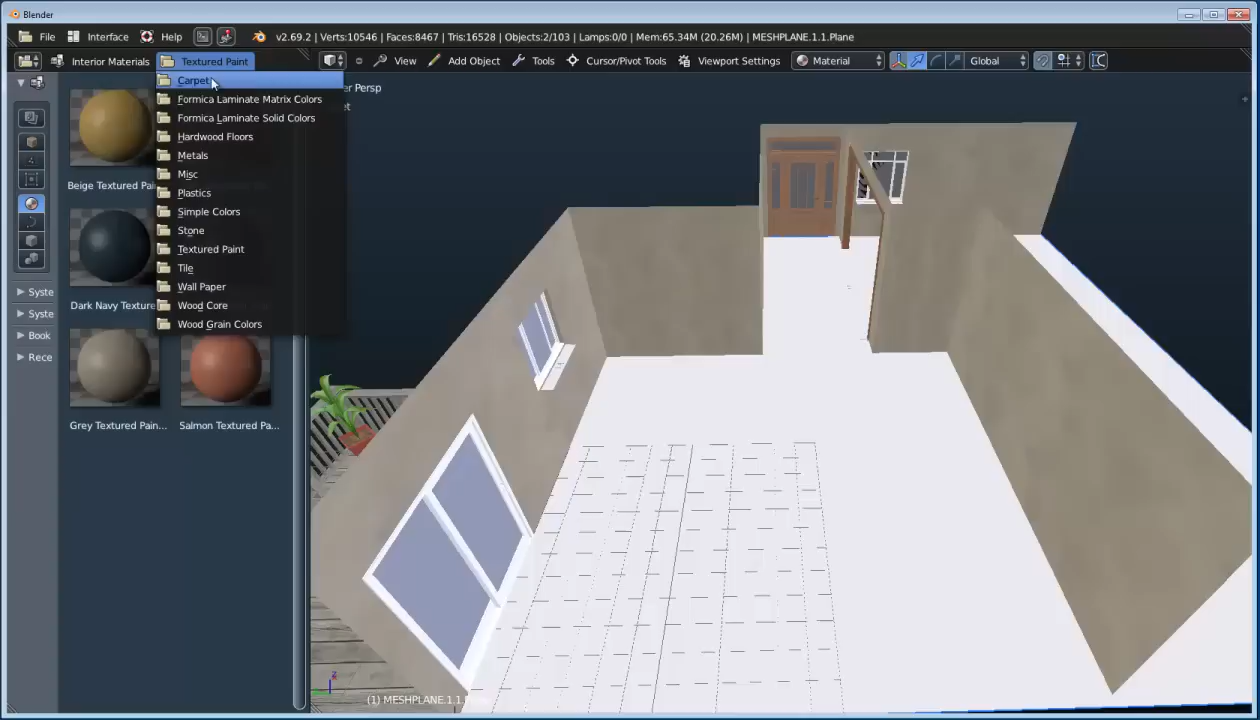 Blender
File Interface Help v2.69.2 | Verts:10546 | Faces:8467 | Tris:16528 | Objects:2/103 | Lamps:0/0 | Mem:65.34M (20.26M) | MESHPLANE.1.1.Plane
Interior Materials Textured Paint View Add Object Tools Cursor/Pivot Tools Viewport Settings Material Global
Carpet
er Persp
Formica Laminate Matrix Colors
et
Formica Laminate Solid Colors
Hardwood Floors
Metals
Misc
Beige Textured Pai
Plastics
Simple Colors
Stone
Textured Paint
Tile
Wall Paper
Syste
Dark Navy Texture
Wood Core
Syste
Wood Grain Colors
Book
Rece
Grey Textured Pain... Salmon Textured Pa...
z
(1) MESHPLANE.1.1.